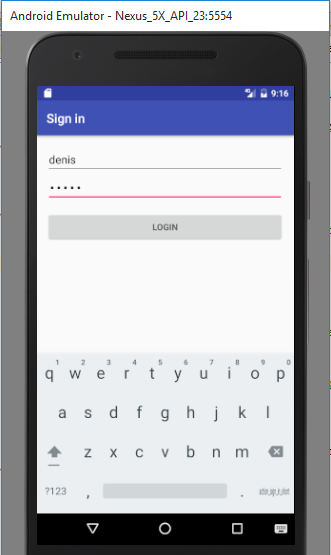 Android Emulator - Nexus_5X_API_23:5554
9:16
Sign in
denis
•••••
LOGIN
1 2 3 4 5 6 7 8 9 0
q w e r t y u i o p
a s d f g h j k l
z x c v b n m
?123 , .